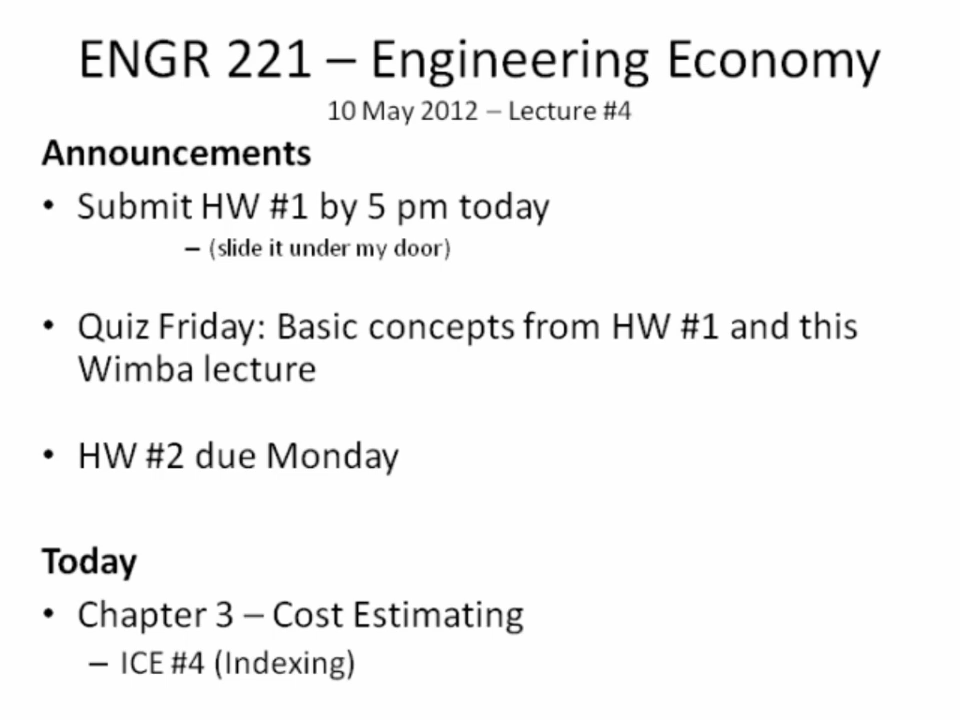 ENGR 221 – Engineering Economy
10 May 2012 – Lecture #4
Announcements
• Submit HW #1 by 5 pm today
– (slide it under my door)
• Quiz Friday: Basic concepts from HW #1 and this
Wimba lecture
• HW #2 due Monday
Today
• Chapter 3 – Cost Estimating
– ICE #4 (Indexing)